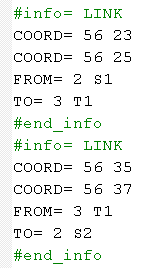 #info= LINK
COORD= 56 23
COORD= 56 25
FROM= 2 S1
TO= 3 T1
#end_info
#info= LINK
COORD= 56 35
COORD= 56 37
FROM= 3 T1
TO= 2 S2
#end_info